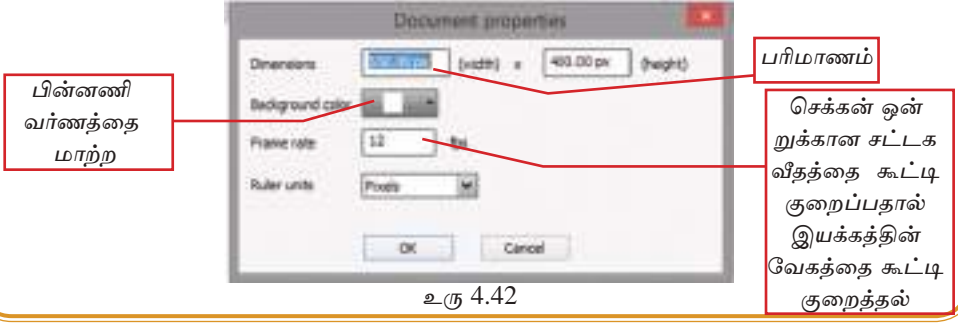 Document properties
Dimensions (width) x 483.00 px (height)
Background color
Frame rate 12 fps
Ruler units Pixels
OK Cancel
பின்னணி
வர்ணத்தை
மாற்ற
பரிமாணம்
செக்கன் ஒன்
றுக்கான சட்டக
வீதத்தை கூட்டி
குறைப்பதால்
இயக்கத்தின்
வேகத்தை கூட்டி
குறைத்தல்
உரு 4.42